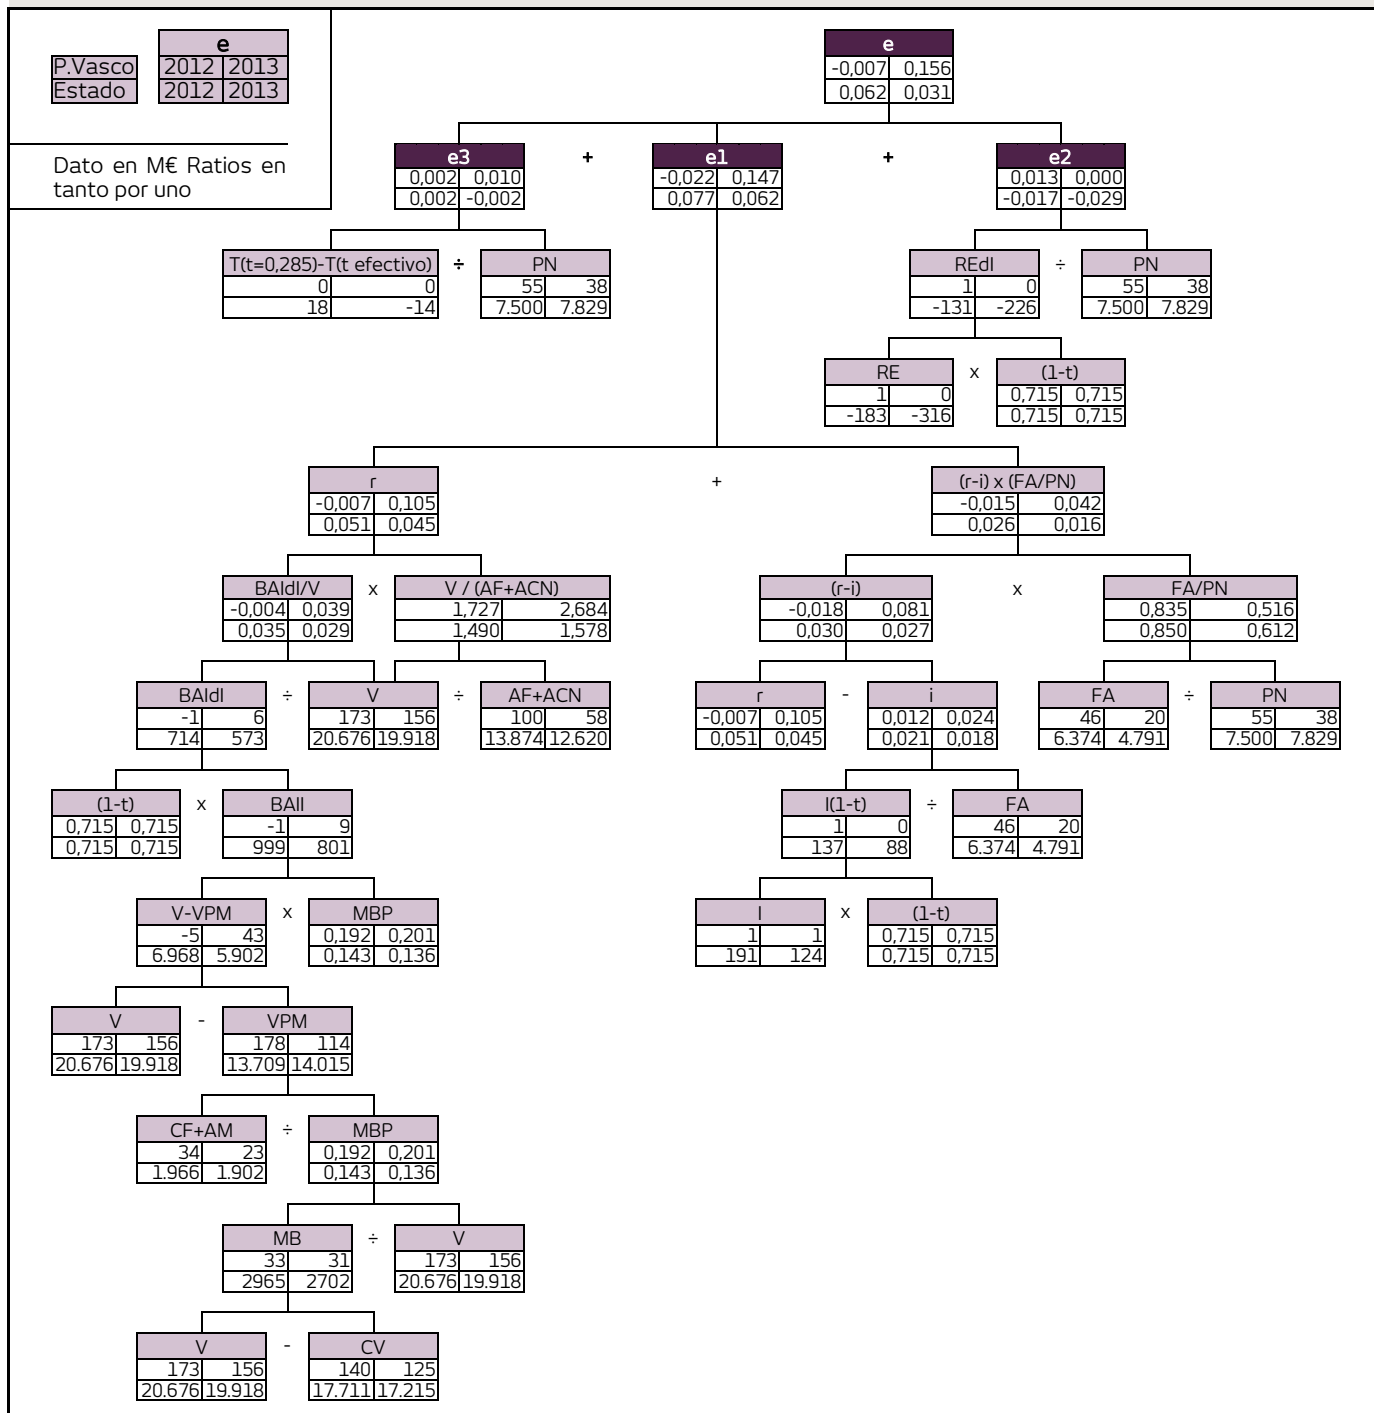 e
P.Vasco 2012 2013
Estado 2012 2013
Dato en M€ Ratios en
tanto por uno
e
-0,007 0,156
0,062 0,031
e3 + e1 + e2
0,002 0,010 -0,022 0,147 0,013 0,000
0,002 -0,002 0,077 0,062 -0,017 -0,029
T(t=0,285)-T(t efectivo) ÷ PN REdI ÷ PN
0 0 55 38 1 0 55 38
18 -14 7.500 7.829 -131 -226 7.500 7.829
RE x (1-t)
1 0 0,715 0,715
-183 -316 0,715 0,715
r + (r-i) x (FA/PN)
-0,007 0,105 -0,015 0,042
0,051 0,045 0,026 0,016
BAIdI/V x V / (AF+ACN) (r-i) x FA/PN
-0,004 0,039 1,727 2,684 -0,018 0,081 0,835 0,516
0,035 0,029 1,490 1,578 0,030 0,027 0,850 0,612
BAIdI ÷ V ÷ AF+ACN r - i FA ÷ PN
-1 6 173 156 100 58 -0,007 0,105 0,012 0,024 46 20 55 38
714 573 20.676 19.918 13.874 12.620 0,051 0,045 0,021 0,018 6.374 4.791 7.500 7.829
(1-t) x BAII I(1-t) ÷ FA
0,715 0,715 -1 9 1 0 46 20
0,715 0,715 999 801 137 88 6.374 4.791
V-VPM x MBP I x (1-t)
-5 43 0,192 0,201 1 1 0,715 0,715
6.968 5.902 0,143 0,136 191 124 0,715 0,715
V - VPM
173 156 178 114
20.676 19.918 13.709 14.015
CF+AM ÷ MBP
34 23 0,192 0,201
1.966 1.902 0,143 0,136
MB ÷ V
33 31 173 156
2965 2702 20.676 19.918
V - CV
173 156 140 125
20.676 19.918 17.711 17.215